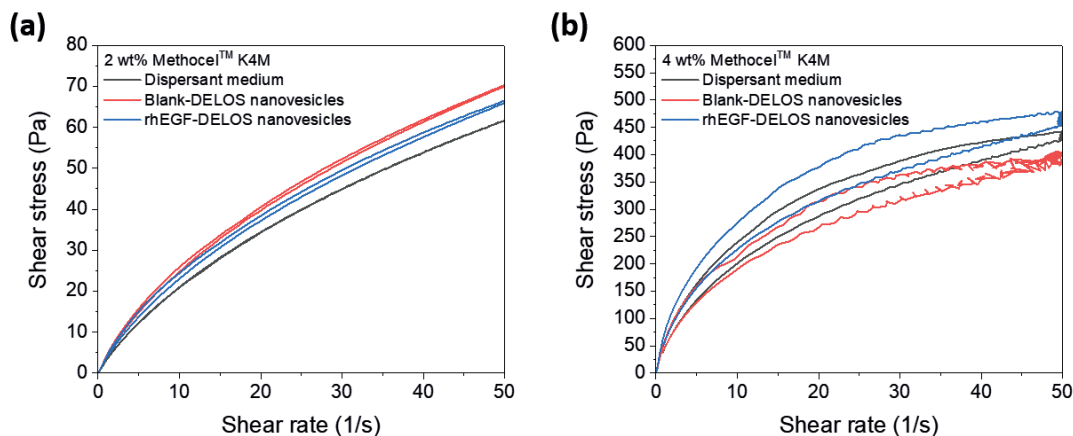 (a)
80
70
60
50
40
30
20
10
0
Shear stress (Pa)
2 wt% Methocel™ K4M
Dispersant medium
Blank-DELOS nanovesicles
rhEGF-DELOS nanovesicles
0 10 20 30 40 50
Shear rate (1/s)
(b)
600
550
500
450
400
350
300
250
200
150
100
50
0
Shear stress (Pa)
4 wt% Methocel™ K4M
Dispersant medium
Blank-DELOS nanovesicles
rhEGF-DELOS nanovesicles
0 10 20 30 40 50
Shear rate (1/s)